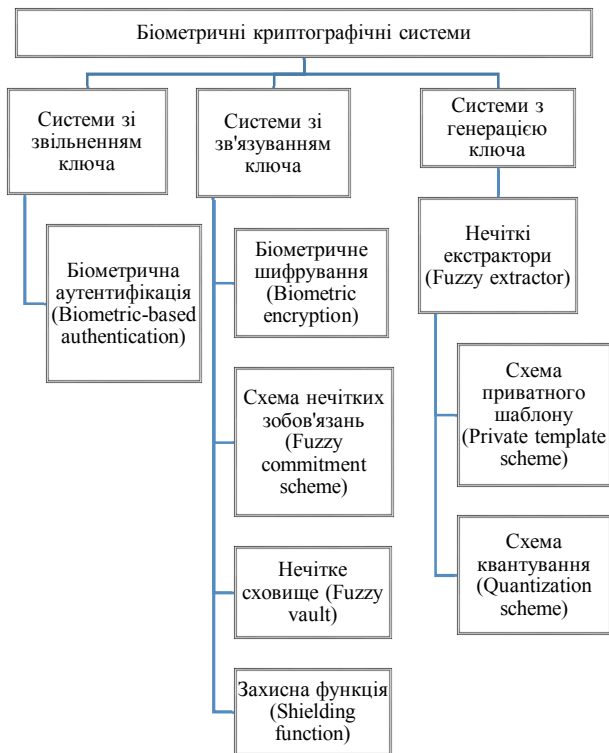 Біометричні криптографічні системи
Системи зі
звільненням
ключа
Біометрична
аутентифікація
(Biometric-based
authentication)
Системи зі
зв'язуванням
ключа
Біометричне
шифрування
(Biometric
encryption)
Схема нечітких
зобов'язань
(Fuzzy
commitment
scheme)
Нечітке
сховище (Fuzzy
vault)
Захисна функція
(Shielding
function)
Системи з
генерацією
ключа
Нечіткі
екстрактори
(Fuzzy extractor)
Схема
приватного
шаблону
(Private template
scheme)
Схема
квантування
(Quantization
scheme)